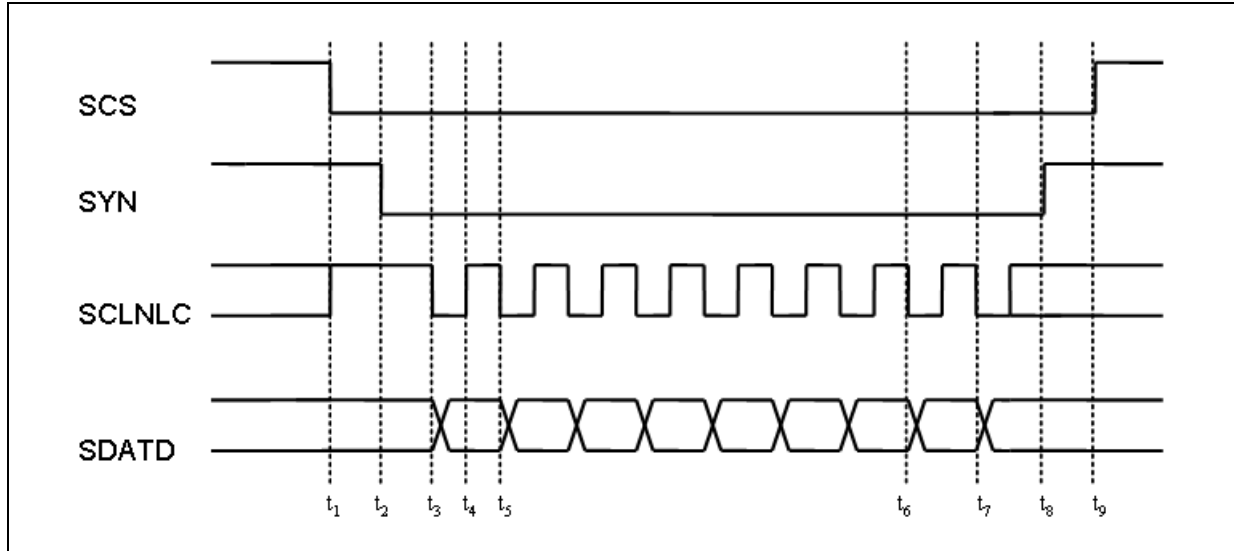 SCS
SYN
SCLNLC
SDATD
t₁ t₂ t₃ t₄ t₅ t₆ t₇ t₈ t₉